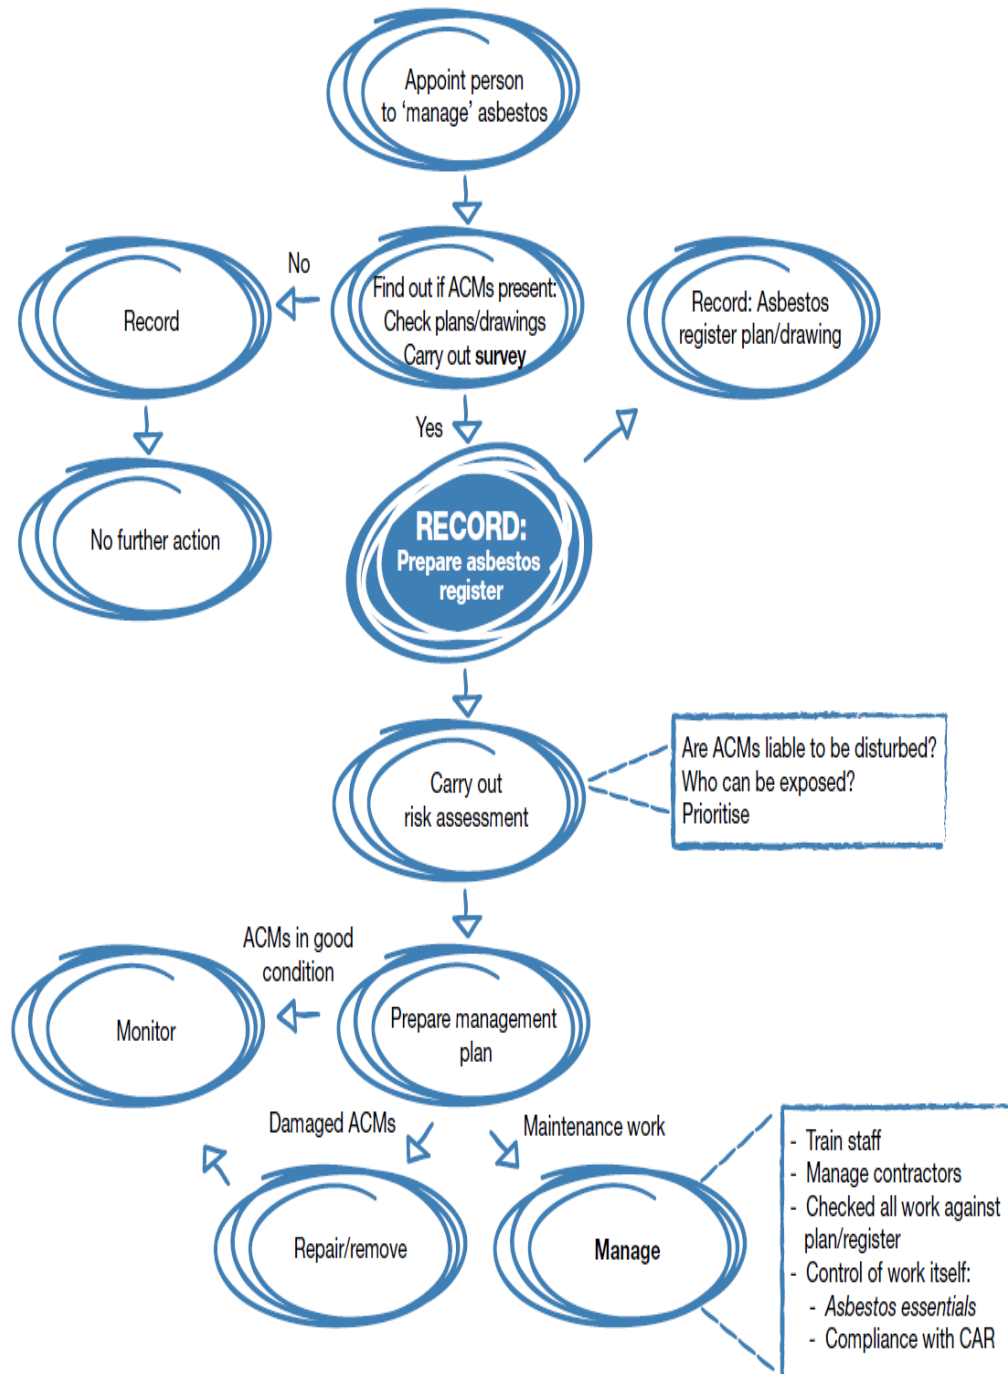 Appoint person
to ‘manage’ asbestos
No
Find out if ACMs present:
Check plans/drawings
Carry out survey
Record
Record: Asbestos
register plan/drawing
Yes
No further action
RECORD:
Prepare asbestos
register
Carry out
risk assessment
Are ACMs liable to be disturbed?
Who can be exposed?
Prioritise
ACMs in good
condition
Monitor
Prepare management
plan
Damaged ACMs
Maintenance work
Repair/remove
Manage
- Train staff
- Manage contractors
- Checked all work against
plan/register
- Control of work itself:
- Asbestos essentials
- Compliance with CAR